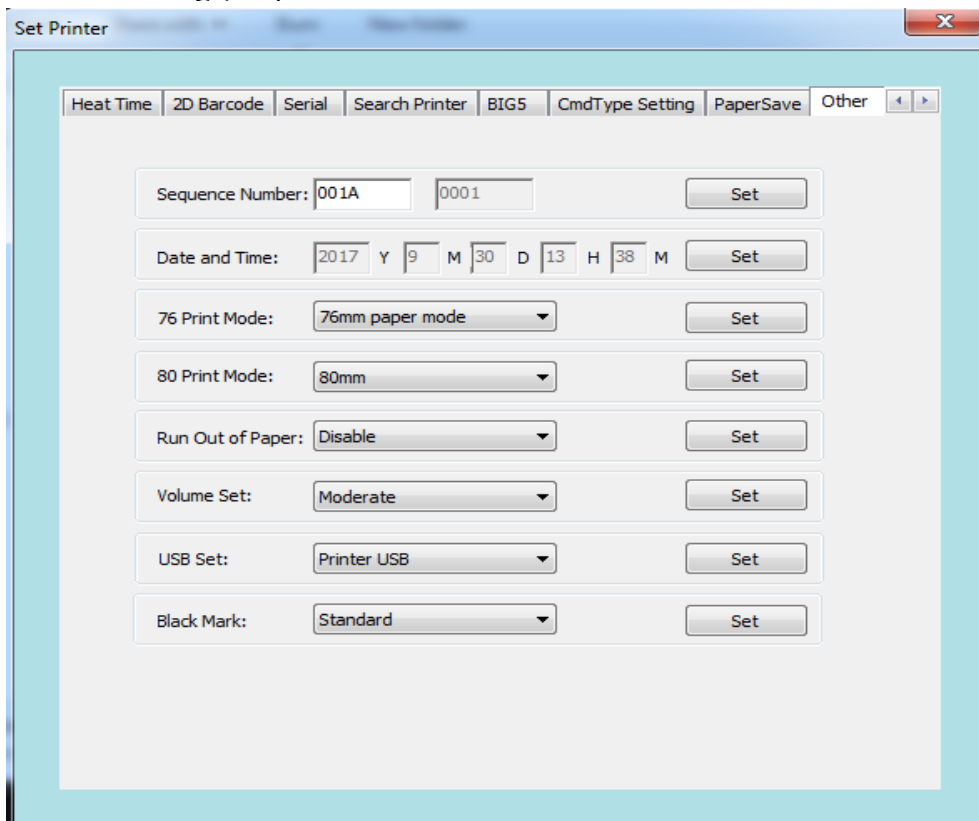 Set Printer
Heat Time 2D Barcode Serial Search Printer BIG5 CmdType Setting PaperSave Other
Sequence Number: 001A 0001 Set
Date and Time: 2017 Y 9 M 30 D 13 H 38 M Set
76 Print Mode: 76mm paper mode Set
80 Print Mode: 80mm Set
Run Out of Paper: Disable Set
Volume Set: Moderate Set
USB Set: Printer USB Set
Black Mark: Standard Set